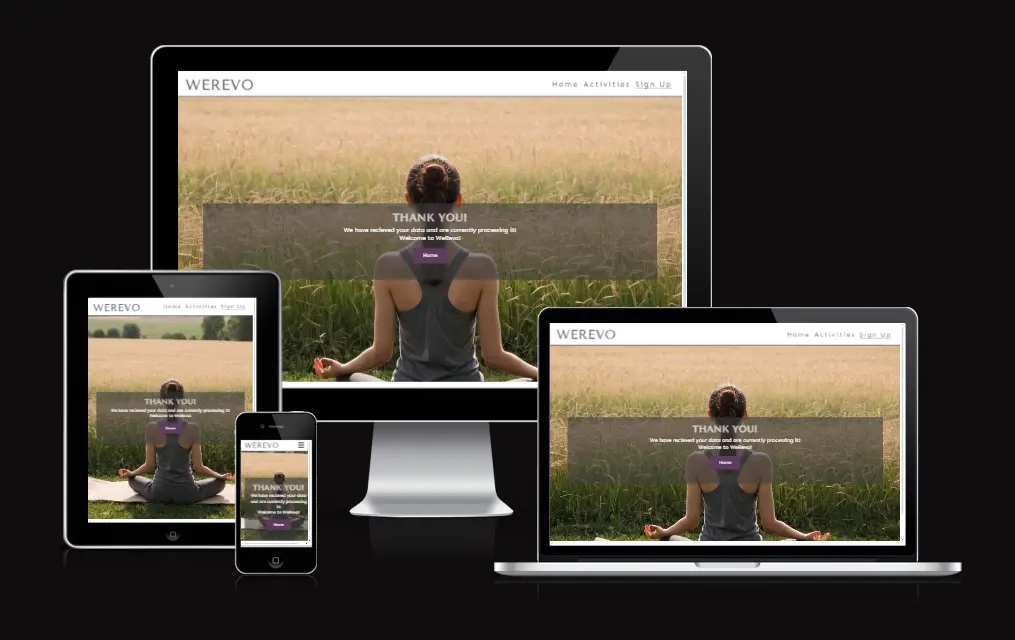 WEREVO
Home Activities Sign Up
THANK YOU!
We have recieved your data and are currently processing it!
Welcome to WeRevo!
Home
WEREVO
Home Activities Sign Up
THANK YOU!
We have recieved your data and are currently processing it!
Welcome to WeRevo!
Home
WEREVO
THANK YOU!
We have recieved your data
and are currently processing
it!
Welcome to WeRevo!
Home
WEREVO
Home Activities Sign Up
THANK YOU!
We have recieved your data and are currently processing it!
Welcome to WeRevo!
Home